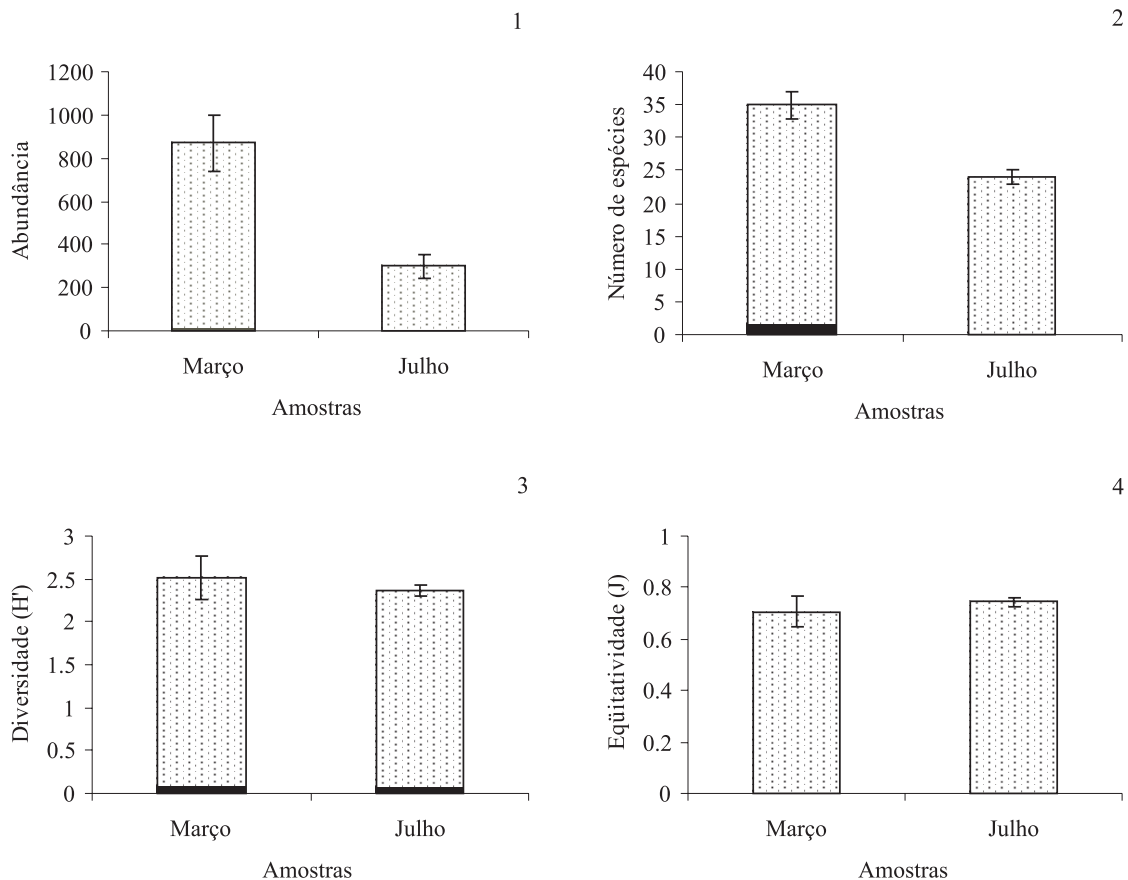 1
1200
1000
800
600
400
200
0
Abundância
Março Julho
Amostras
2
40
35
30
25
20
15
10
5
0
Número de espécies
Março Julho
Amostras
3
3
2.5
2
1.5
1
0.5
0
Diversidade (H')
Março Julho
Amostras
4
1
0.8
0.6
0.4
0.2
0
Eqüitatividade (J)
Março Julho
Amostras